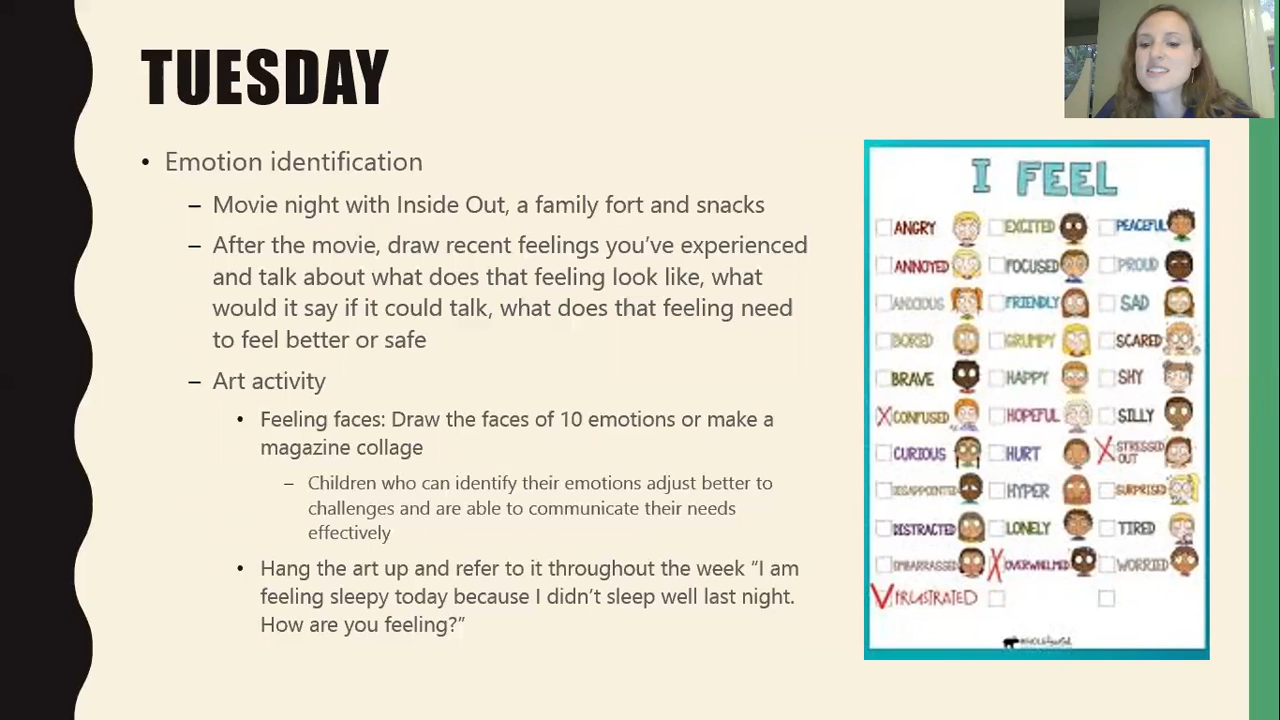 TUESDAY
• Emotion identification
– Movie night with Inside Out, a family fort and snacks
– After the movie, draw recent feelings you've experienced
and talk about what does that feeling look like, what
would it say if it could talk, what does that feeling need
to feel better or safe
– Art activity
• Feeling faces: Draw the faces of 10 emotions or make a
magazine collage
– Children who can identify their emotions adjust better to
challenges and are able to communicate their needs
effectively
• Hang the art up and refer to it throughout the week “I am
feeling sleepy today because I didn't sleep well last night.
How are you feeling?”
I FEEL
ANGRY EXCITED PEACEFUL
ANNOYED FOCUSED PROUD
ANXIOUS FRIENDLY SAD
BORED GRUMPY SCARED
BRAVE HAPPY SHY
CONFUSED HOPEFUL SILLY
CURIOUS HURT STRESSED
OUT
DISAPPOINTED HYPER SURPRISED
DISTRACTED LONELY TIRED
EMBARRASSED OVERWHELMED WORRIED
FRUSTRATED